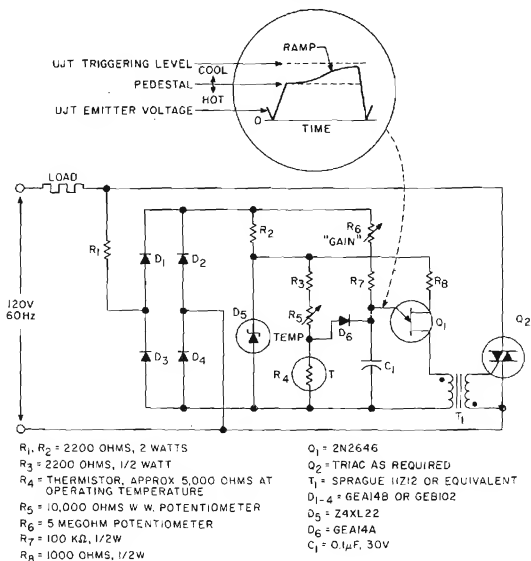 RAMP
UJT TRIGGERING LEVEL
COOL
PEDESTAL
HOT
UJT EMITTER VOLTAGE
0
TIME
LOAD
R1
D1
D2
R2
R6
"GAIN"
R3
R7
R8
120V
60Hz
D5
R5
TEMP
D6
Q1
Q2
D3
D4
R4
T
C1
T1
R1, R2 = 2200 OHMS, 2 WATTS
R3 = 2200 OHMS, 1/2 WATT
R4 = THERMISTOR, APPROX 5,000 OHMS AT
OPERATING TEMPERATURE
R5 = 10,000 OHMS W.W. POTENTIOMETER
R6 = 5 MEGOHM POTENTIOMETER
R7 = 100 KΩ, 1/2W
R8 = 1000 OHMS, 1/2W
Q1 = 2N2646
Q2 = TRIAC AS REQUIRED
T1 = SPRAGUE 11Z12 OR EQUIVALENT
D1-4 = GEA14B OR GEB102
D5 = Z4XL22
D6 = GEA14A
C1 = 0.1μF, 30V